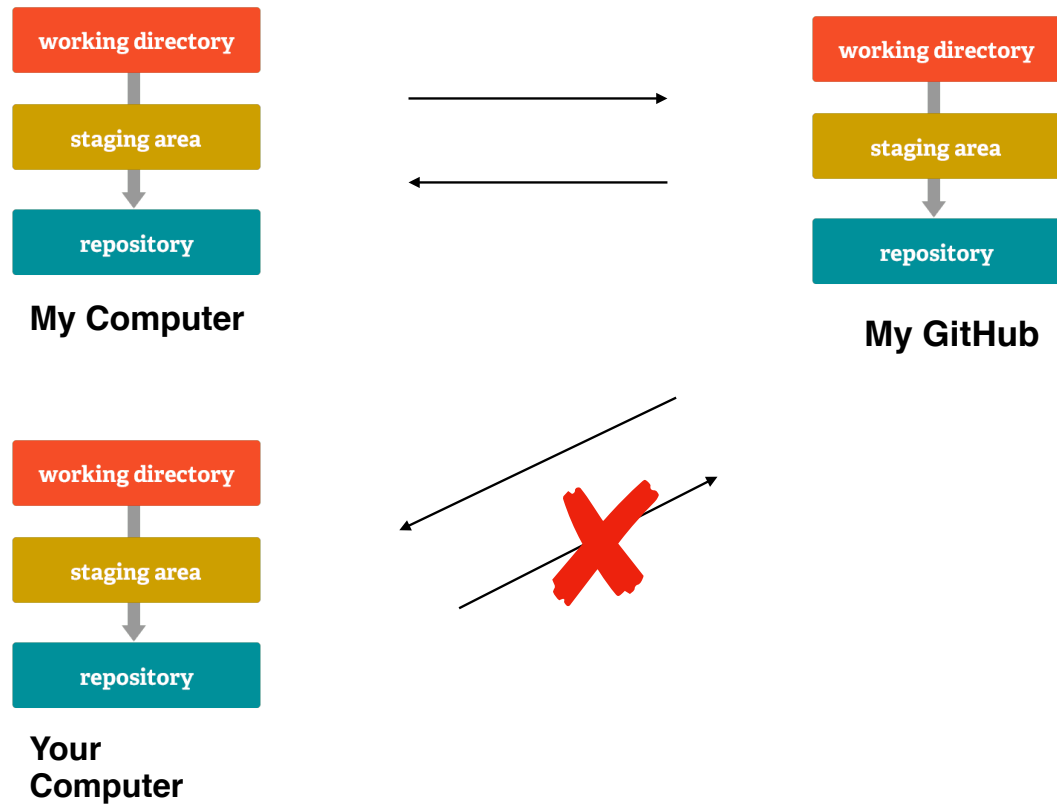 working directory
staging area
repository
My Computer
working directory
staging area
repository
My GitHub
working directory
staging area
repository
Your
Computer